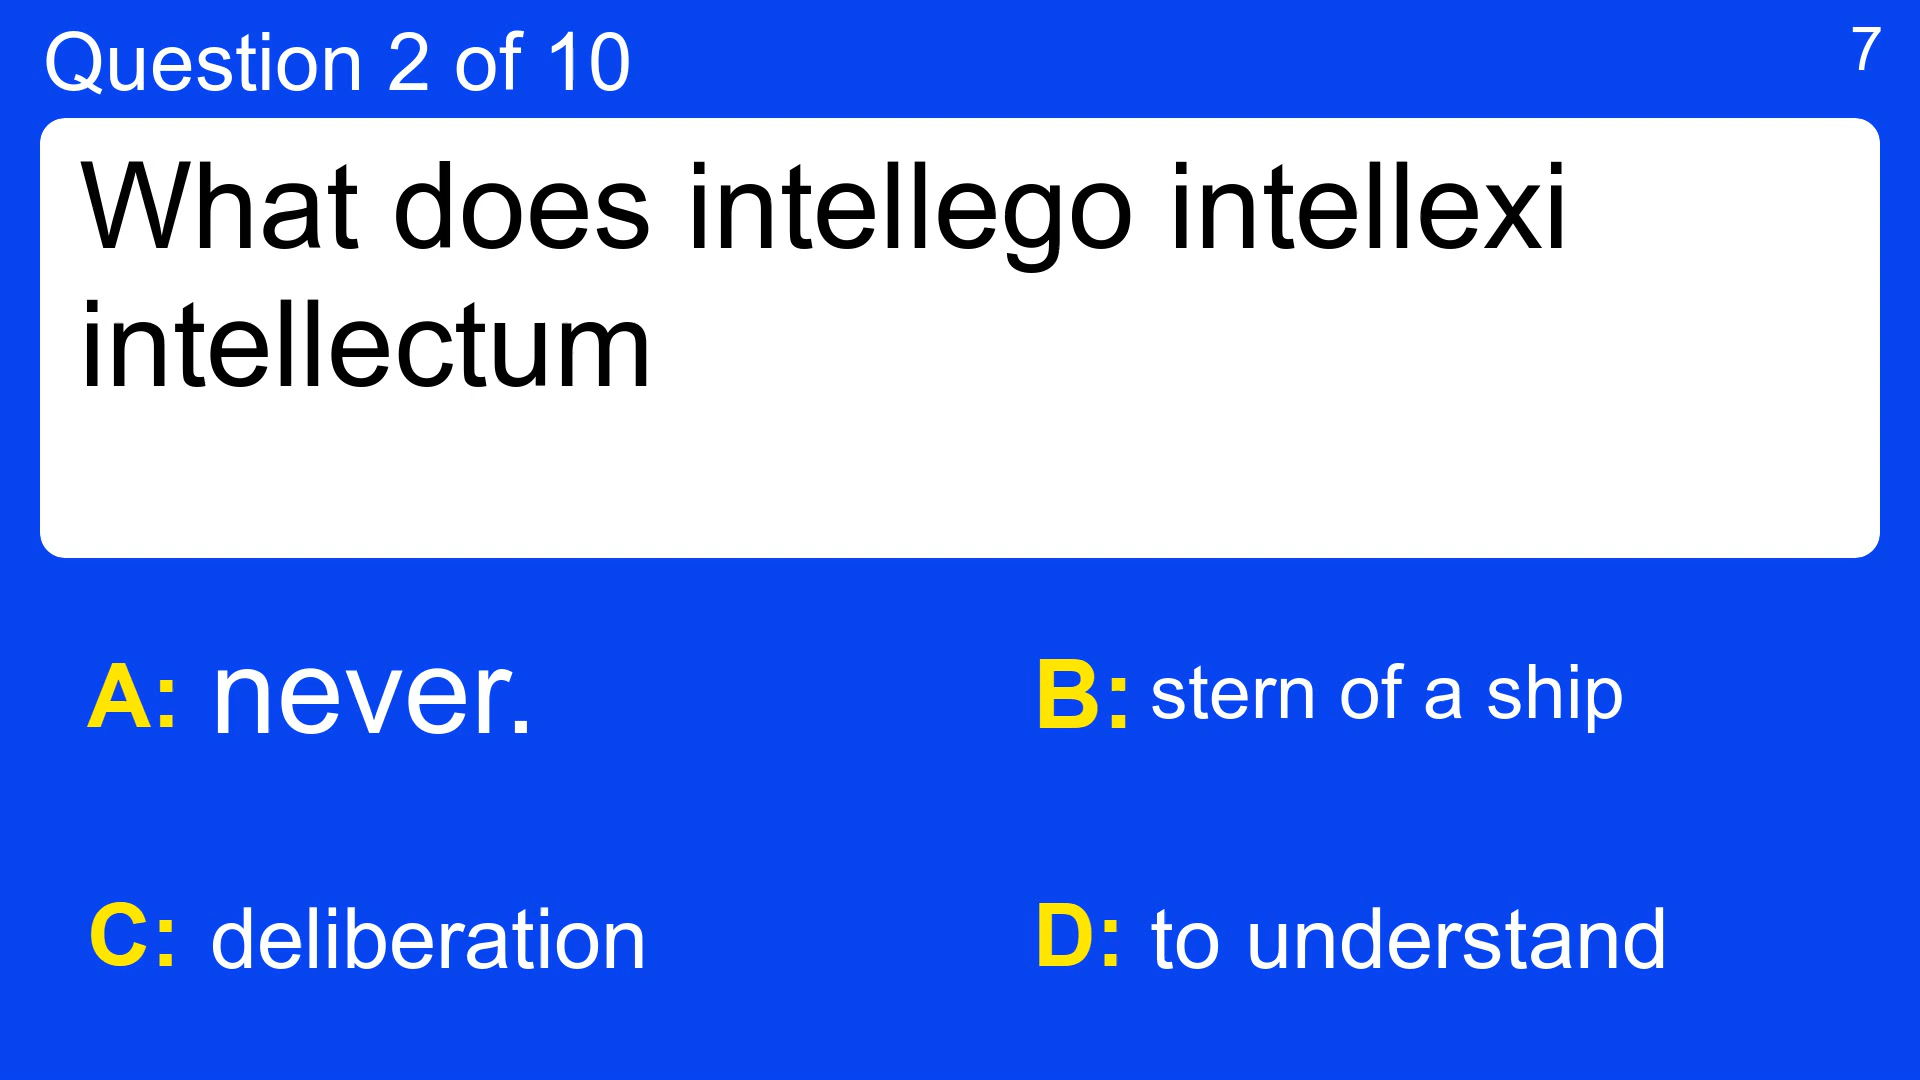 Question 2 of 10
7
What does intellego intellexi
intellectum
A: never.
B: stern of a ship
C: deliberation
D: to understand